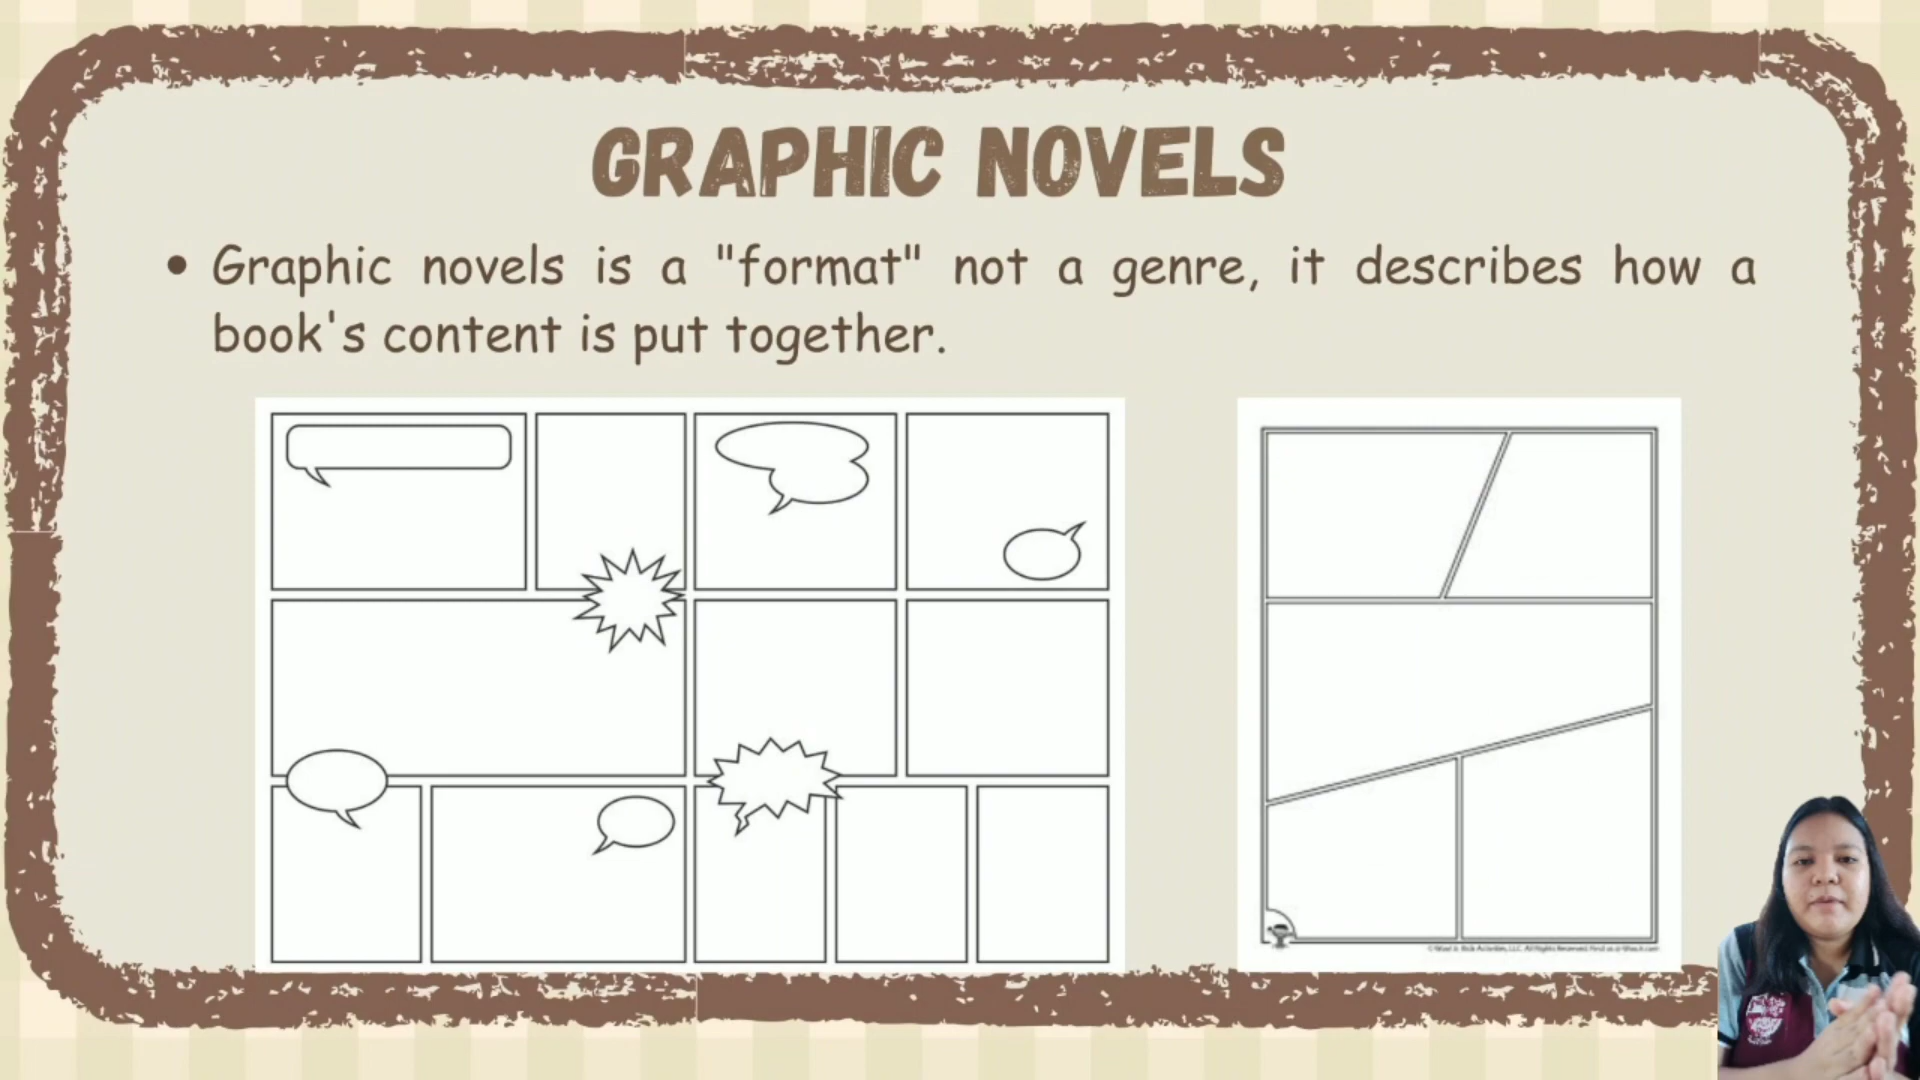 GRAPHIC NOVELS
• Graphic novels is a "format" not a genre, it describes how a
book's content is put together.